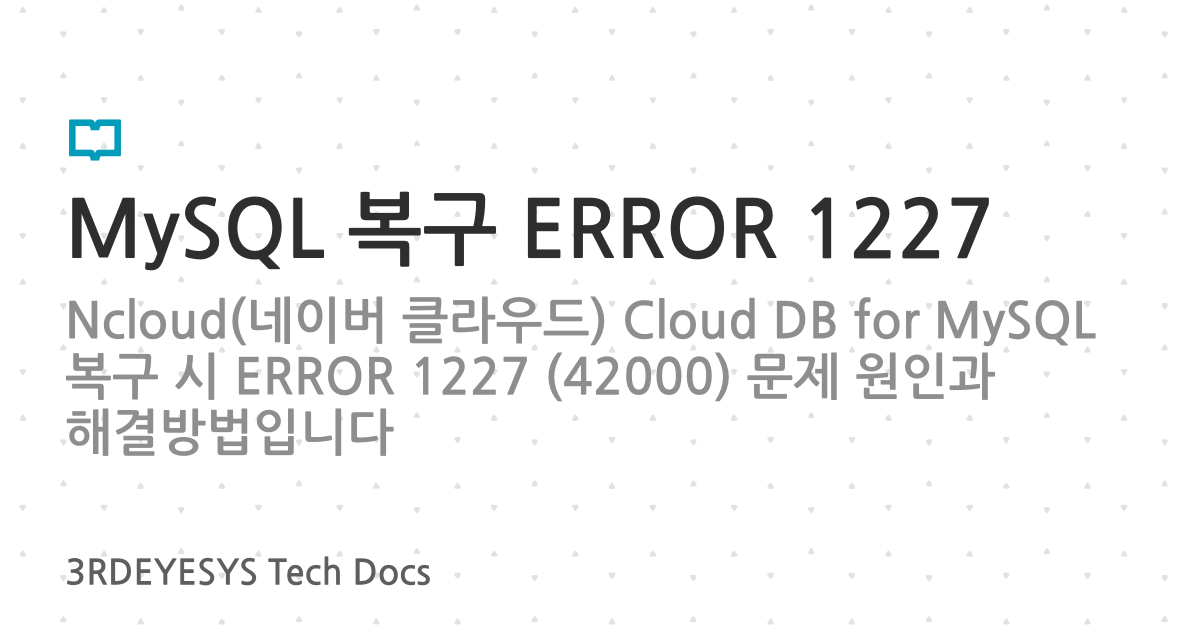 MySQL 복구 ERROR 1227
Ncloud(네이버 클라우드) Cloud DB for MySQL
복구 시 ERROR 1227 (42000) 문제 원인과
해결방법입니다
3RDEYESYS Tech Docs